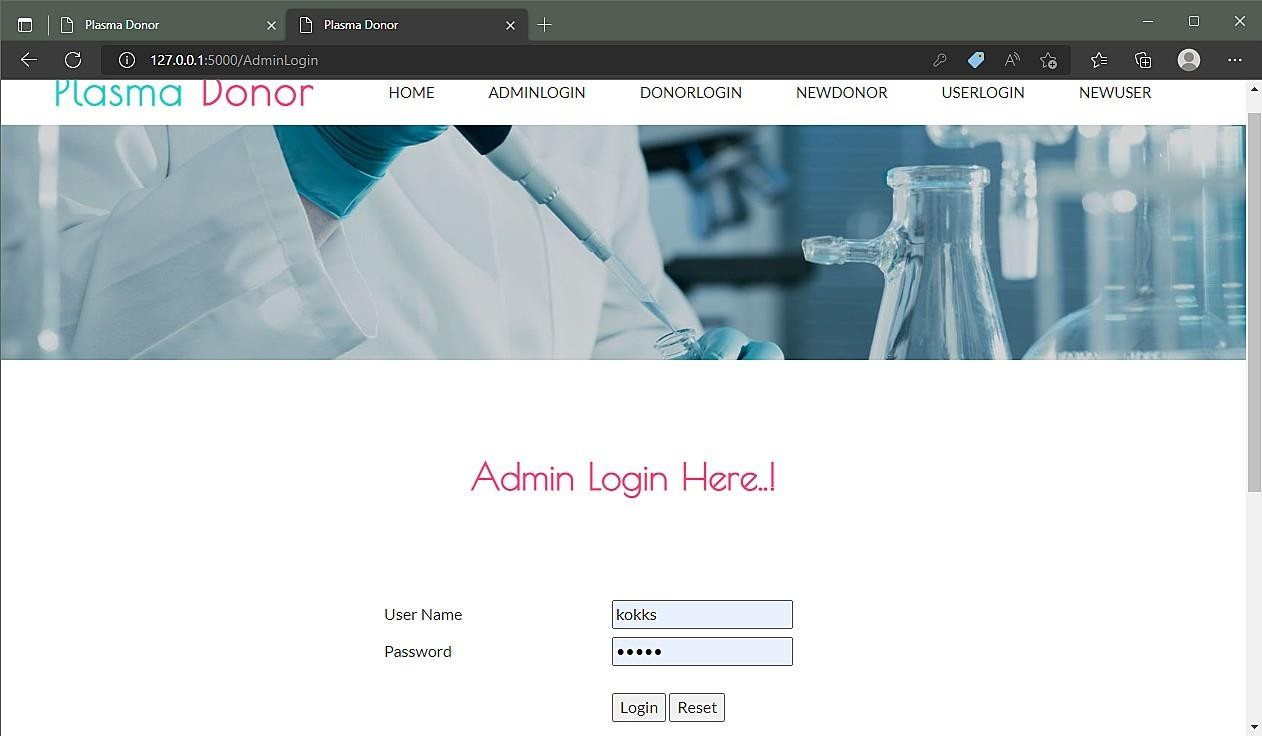 Plasma Donor
Plasma Donor
127.0.0.1:5000/AdminLogin
Plasma Donor
HOME
ADMINLOGIN
DONORLOGIN
NEWDONOR
USERLOGIN
NEWUSER
Admin Login Here..!
User Name
kokks
Password
Login
Reset